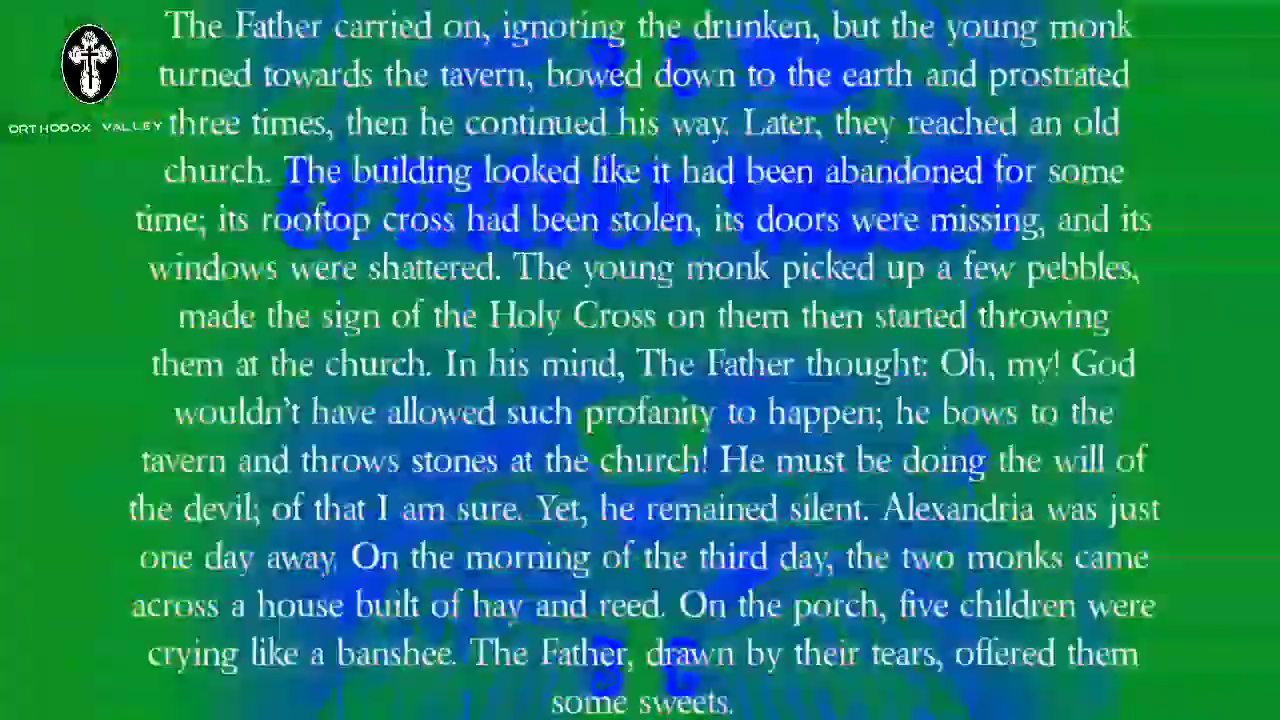 The Father carried on, ignoring the drunken, but the young monk
turned towards the tavern, bowed down to the earth and prostrated
ORTHODOX VALLEY
three times, then he continued his way. Later, they reached an old
church. The building looked like it had been abandoned for some
time; its rooftop cross had been stolen, its doors were missing, and its
windows were shattered. The young monk picked up a few pebbles,
made the sign of the Holy Cross on them then started throwing
them at the church. In his mind, The Father thought: Oh, my! God
wouldn't have allowed such profanity to happen; he bows to the
tavern and throws stones at the church! He must be doing the will of
the devil; of that I am sure. Yet, he remained silent. Alexandria was just
one day away. On the morning of the third day, the two monks came
across a house built of hay and reed. On the porch, five children were
crying like a banshee. The Father, drawn by their tears, offered them
some sweets.